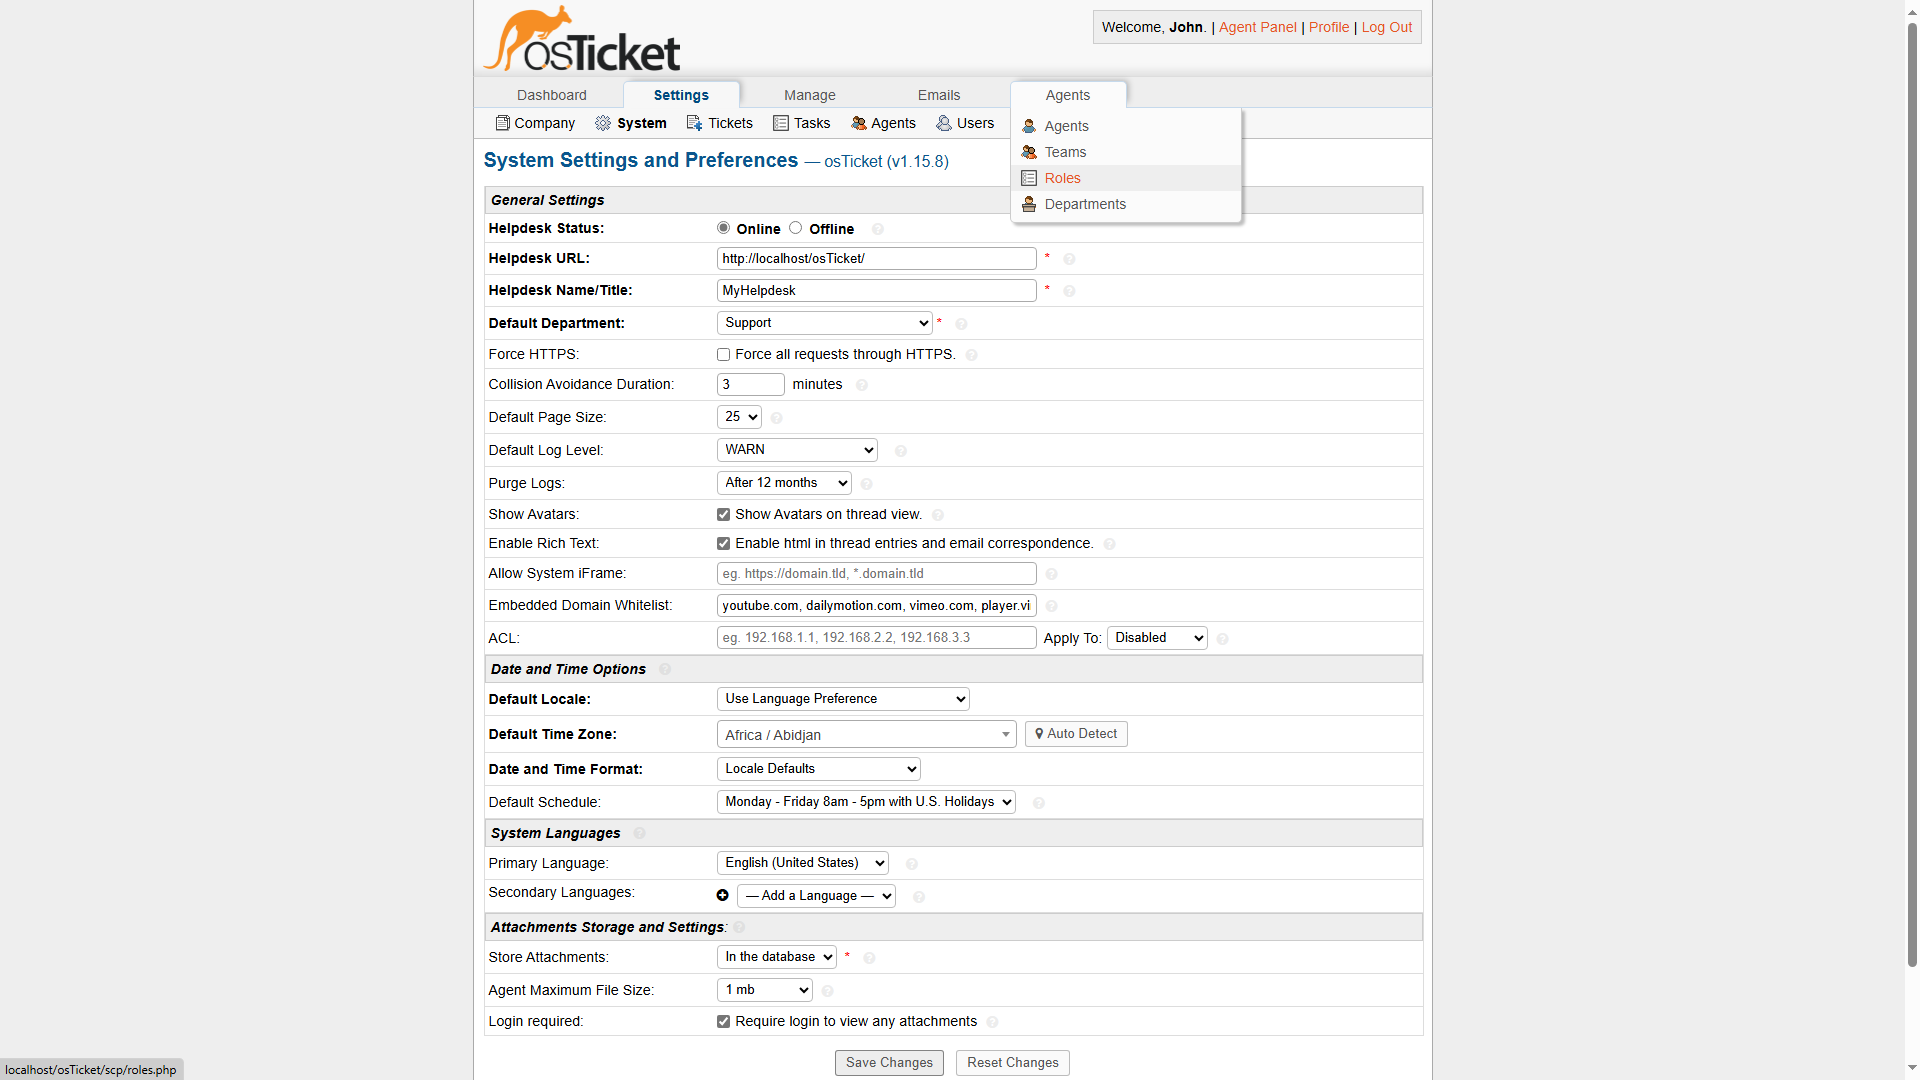 osTicket
Welcome, John. | Agent Panel | Profile | Log Out
Dashboard Settings Manage Emails Agents
Company System Tickets Tasks Agents Users
Agents
Teams
Roles
Departments
System Settings and Preferences — osTicket (v1.15.8)
General Settings
Helpdesk Status: Online Offline
Helpdesk URL: http://localhost/osTicket/ *
Helpdesk Name/Title: MyHelpdesk *
Default Department: Support *
Force HTTPS: Force all requests through HTTPS.
Collision Avoidance Duration: 3 minutes
Default Page Size: 25
Default Log Level: WARN
Purge Logs: After 12 months
Show Avatars: Show Avatars on thread view.
Enable Rich Text: Enable html in thread entries and email correspondence.
Allow System iFrame: eg. https://domain.tld, *.domain.tld
Embedded Domain Whitelist: youtube.com, dailymotion.com, vimeo.com, player.vi
ACL: eg. 192.168.1.1, 192.168.2.2, 192.168.3.3 Apply To: Disabled
Date and Time Options
Default Locale: Use Language Preference
Default Time Zone: Africa / Abidjan Auto Detect
Date and Time Format: Locale Defaults
Default Schedule: Monday - Friday 8am - 5pm with U.S. Holidays
System Languages
Primary Language: English (United States)
Secondary Languages: — Add a Language —
Attachments Storage and Settings:
Store Attachments: In the database *
Agent Maximum File Size: 1 mb
Login required: Require login to view any attachments
Save Changes Reset Changes
localhost/osTicket/scp/roles.php